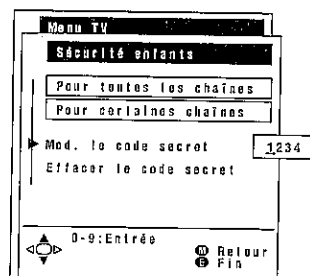 Menu TV
Sécurité enfants
Pour toutes les chaînes
Pour certaines chaînes
Mod. le code secret 1234
Effacer le code secret
0-9:Entrée
M Retour
E Fin